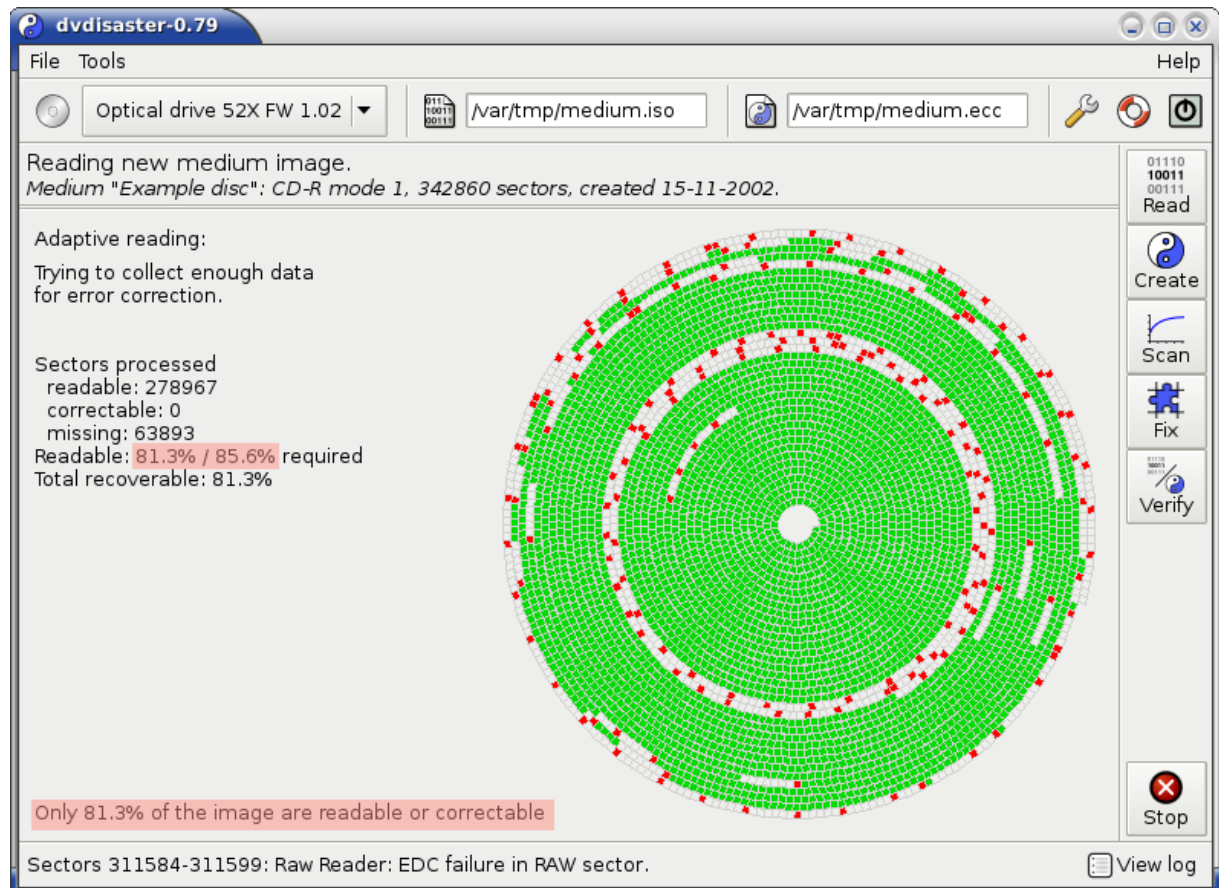 dvdisaster-0.79
File Tools Help
Optical drive 52X FW 1.02 /var/tmp/medium.iso /var/tmp/medium.ecc
Reading new medium image.
Medium "Example disc": CD-R mode 1, 342860 sectors, created 15-11-2002.
Adaptive reading:
Trying to collect enough data
for error correction.
Sectors processed
readable: 278967
correctable: 0
missing: 63893
Readable: 81.3% / 85.6% required
Total recoverable: 81.3%
Only 81.3% of the image are readable or correctable
01110
10011
00111
Read
Create
Scan
Fix
Verify
Stop
Sectors 311584-311599: Raw Reader: EDC failure in RAW sector. View log